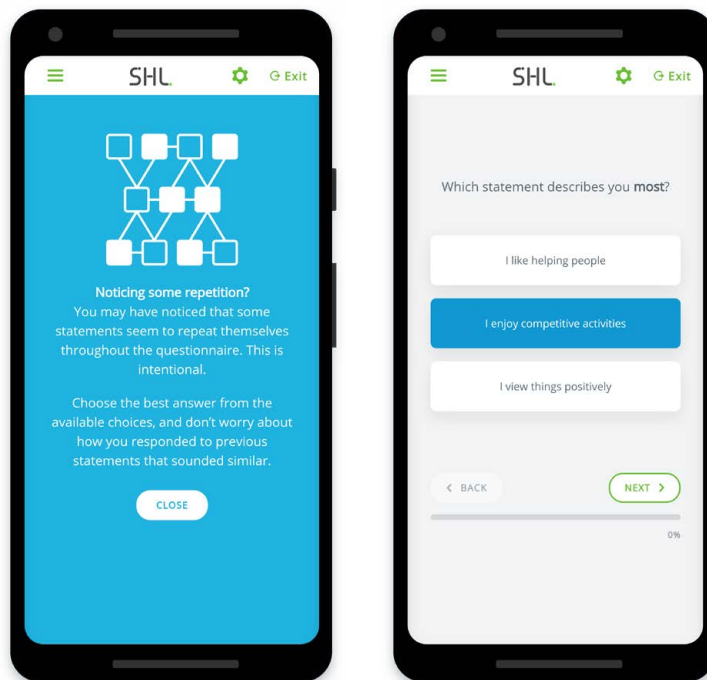 SHL.
Exit
Noticing some repetition?
You may have noticed that some
statements seem to repeat themselves
throughout the questionnaire. This is
intentional.
Choose the best answer from the
available choices, and don't worry about
how you responded to previous
statements that sounded similar.
CLOSE
SHL.
Exit
Which statement describes you most?
I like helping people
I enjoy competitive activities
I view things positively
BACK
NEXT
0%